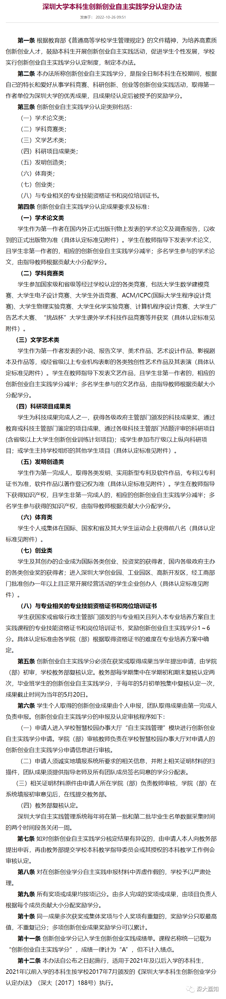 深圳大学本科生创新创业自主实践学分认定办法
发表于： 2022-10-26 09:51
第一条 根据教育部《普通高等学校学生管理规定》的文件精神，为培养高素质
创新创业人才，鼓励本科生开展创新创业自主实践活动，促进学生个性发展，学校
实行创新创业自主实践学分认定制度，制定本办法。
第二条 本办法所称创新创业自主实践学分，是指全日制本科生在校期间，根据
自己的特长和爱好从事学科竞赛、科研创新、创业等创新创业实践活动，取得第一
作者单位为深圳大学的优秀成果，且成果经认定后被授予的奖励学分。
第三条 创新创业自主实践学分认定类别包括：
（一）学术论文类；
（二）学科竞赛类；
（三）文学艺术类；
（四）科研项目成果类；
（五）发明创造类；
（六）体育类；
（七）创业类；
（八）与专业相关的专业技能资格证书和岗位培训证书。
第四条 创新创业自主实践学分认定成果要求及标准：
（一）学术论文类
学生作为第一作者在国内外正式出版刊物上发表的学术论文及调查报告，以收
到的正式出版物为准（具体认定标准见附件）。学生在教师指导下发表学术论文，
且学生非第一作者的，相应的创新创业自主实践学分减半；多名学生参与的学术论
文，由指导教师根据贡献大小分配学分。
（二）学科竞赛类
学生参加国家级和省级等经过学校认定的各类竞赛，包括大学生数学建模竞
赛、大学生电子设计竞赛、大学生外语竞赛、ACM/ICPC(国际大学生程序设计竞
赛)、大学生物理实验竞赛、大学生化学实验竞赛、计算机程序设计竞赛、大学生广
告艺术大赛、“挑战杯”大学生课外学术科技作品竞赛等并获奖（具体认定标准见
附件）。
（三）文学艺术类
学生作为第一作者发表的小说、报告文学、美术作品、艺术设计作品、影视剧
本及作品等，或经省级以上专业机构表彰的各类独创性艺术作品及其表演（具体认
定标准见附件）。学生在教师指导下发表文艺作品，且学生非第一作者的，相应的
创新创业自主实践学分减半；多名学生参与的文艺作品，由指导教师根据贡献大小
分配学分。
（四）科研项目成果类
学生为科技成果完成人之一，获得各级政府主管部门颁发的科技成果奖、通过
教育或科技主管部门鉴定的项目成果、通过各级科技主管部门结题评审的科研项目
(含省级以上大学生创新创业训练计划项目)；或学生参加市厅级以上纵向科研项
目；或学生主持学校组织的其他学生项目（具体认定标准见附件）。
（五）发明创造类
学生作为第一完成人，取得各类发明、实用新型专利及软件作品，专利以专利
证书为准，软件作品以著作登记权为准（具体认定标准见附件）。学生在教师指导
下获得知识产权，且学生非第一完成人的，相应的创新创业自主实践学分减半；多
名学生参与获得的知识产权，由指导教师根据贡献大小分配学分。
（六）体育类
学生个人或集体在国际、国家和省及其大学生运动会上获得前八名（具体认定
标准见附件）。
（七）创业类
学生及其创办的企业成为国际各类创业、投资奖的获得者，国内各级政府主办
的各类创业奖的获得者；进入深圳大学创业园、工业园区、高新开发区，经工商部
门批准创办一年以上且正常开展经营活动的学生企业创办人（具体认定标准见附
件）。
（八）与专业相关的专业技能资格证书和岗位培训证书
学生获国家或省级行政主管部门颁发的与专业相关且列入本专业培养方案自主
实践课程的专业技能资格证书和岗位培训证书，奖励创新创业自主实践学分1～6
分。具体认定标准由各学院（部）根据取得资格证书的难度在专业培养方案中确
定。
第五条 创新创业自主实践学分必须在获奖或取得成果当学年提出申请，由学院
（部）初审，学校教务部复核认定。教务部每学期集中在学期初和期末复核认定两
次，毕业班学生的创新创业自主实践学分，于每年的5月初单独集中复核认定一次，
成果截止时间为当年的5月20日。
第六条 学生个人取得的创新创业成果由个人申报，团队取得成果由第一完成人
负责申报。创新创业自主实践学分的申报及认定审核程序如下：
（一）申请人进入学校智慧校园办事大厅“自主实践管理”模块进行创新创业
自主实践学分申请。学院（部）审核教师负责在学校智慧校园办事大厅对申请人的
创新创业自主实践学分申请信息进行审核。
（二）申请人须诚实地填报系统所要求的相关信息，并附上相关证明材料的扫
描件，团队成果须提供指导老师及所有团队成员签名同意的学分分配表。
（三）相关证明材料原件由申请人所在学院（部）负责教师审核，学院（部）在
系统填报初审意见后，在线提交教务部。
（四）教务部复核认定。
深圳大学自主实践管理系统每年将在第一批和第二批毕业生名单数据采集时间
的两个时间段各关闭一周。
第七条 如对创新创业自主实践学分核定结果有异议的，由申请人本人向教务部
提出申诉，再由教务部提交学校本科教学指导委员会或其授权的本科教学工作例会
审核认定。
第八条 对在创新创业学分自主实践申报材料中弄虚作假的，学校予以严肃处
理。
第九条 所有奖项或成果均按项记分。由多人完成的奖项或成果，由项目负责人
根据每个成员贡献大小分配奖励学分。
第十条 同一成果多次获奖或集体奖项与个人奖项有重复的，奖励学分只取最高
值，不重复记分；多项创新创业成果奖励学分可以累计。
第十一条 创新创业学分记入学生创新创业实践成绩单。课程名称统一记载为
“创新创业自主实践学分”，成绩一律计为“A”，但不计入绩点。
第十二条 本办法自公布之日起施行，适用于2021年及以后入学的本科生，
2021年以前入学的本科生按学校2017年7月颁发的《深圳大学本科生创新创业学分
认定办法》（深大〔2017〕188号）执行。
深大荔知